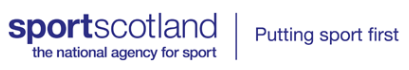 sportscotland
the national agency for sport
Putting sport first